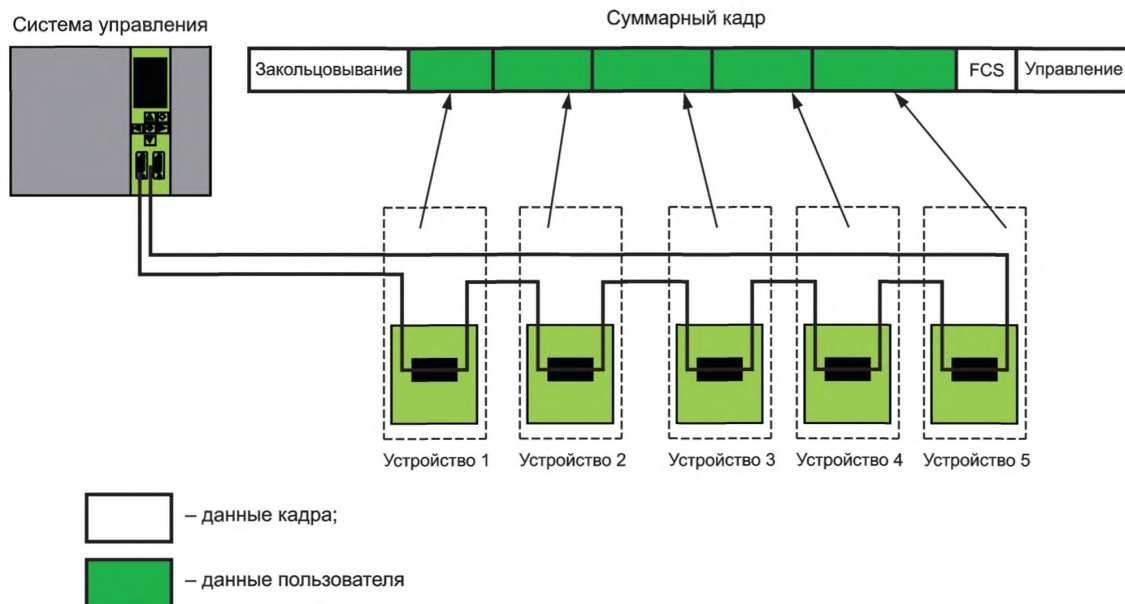 Система управления
Суммарный кадр
Закольцовывание
FCS
Управление
Устройство 1
Устройство 2
Устройство 3
Устройство 4
Устройство 5
– данные кадра;
– данные пользователя